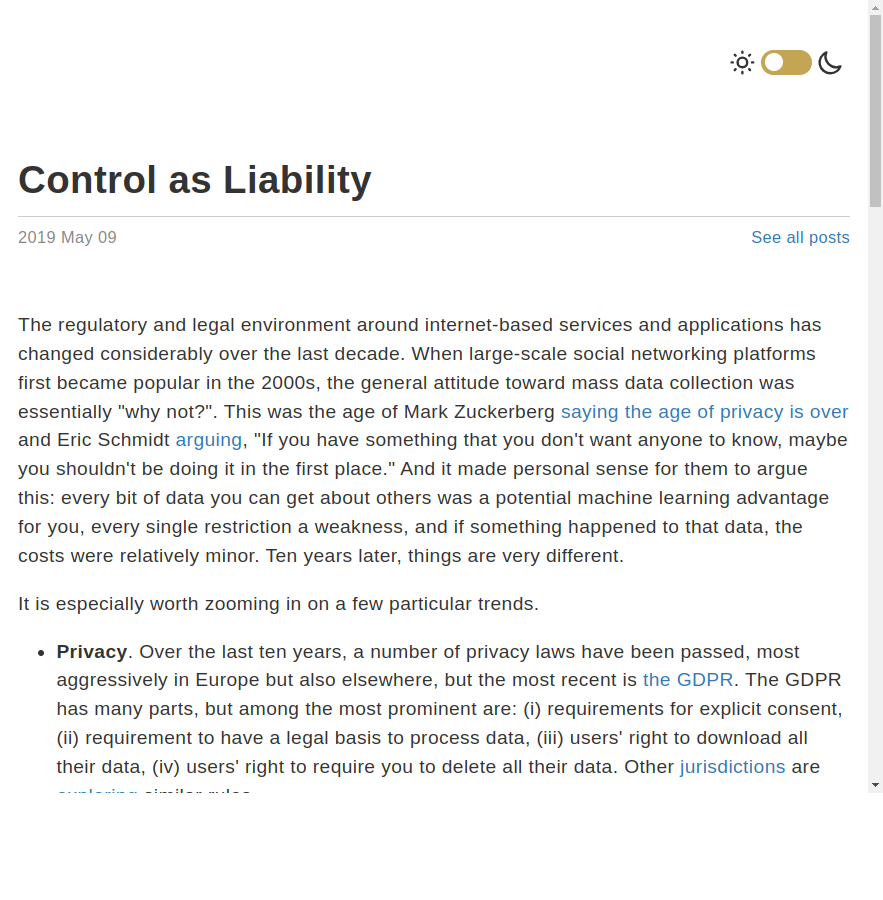 Control as Liability
2019 May 09
See all posts
The regulatory and legal environment around internet-based services and applications has
changed considerably over the last decade. When large-scale social networking platforms
first became popular in the 2000s, the general attitude toward mass data collection was
essentially "why not?". This was the age of Mark Zuckerberg saying the age of privacy is over
and Eric Schmidt arguing, "If you have something that you don't want anyone to know, maybe
you shouldn't be doing it in the first place." And it made personal sense for them to argue
this: every bit of data you can get about others was a potential machine learning advantage
for you, every single restriction a weakness, and if something happened to that data, the
costs were relatively minor. Ten years later, things are very different.
It is especially worth zooming in on a few particular trends.
• Privacy. Over the last ten years, a number of privacy laws have been passed, most
aggressively in Europe but also elsewhere, but the most recent is the GDPR. The GDPR
has many parts, but among the most prominent are: (i) requirements for explicit consent,
(ii) requirement to have a legal basis to process data, (iii) users' right to download all
their data, (iv) users' right to require you to delete all their data. Other jurisdictions are
exploring similar rules.